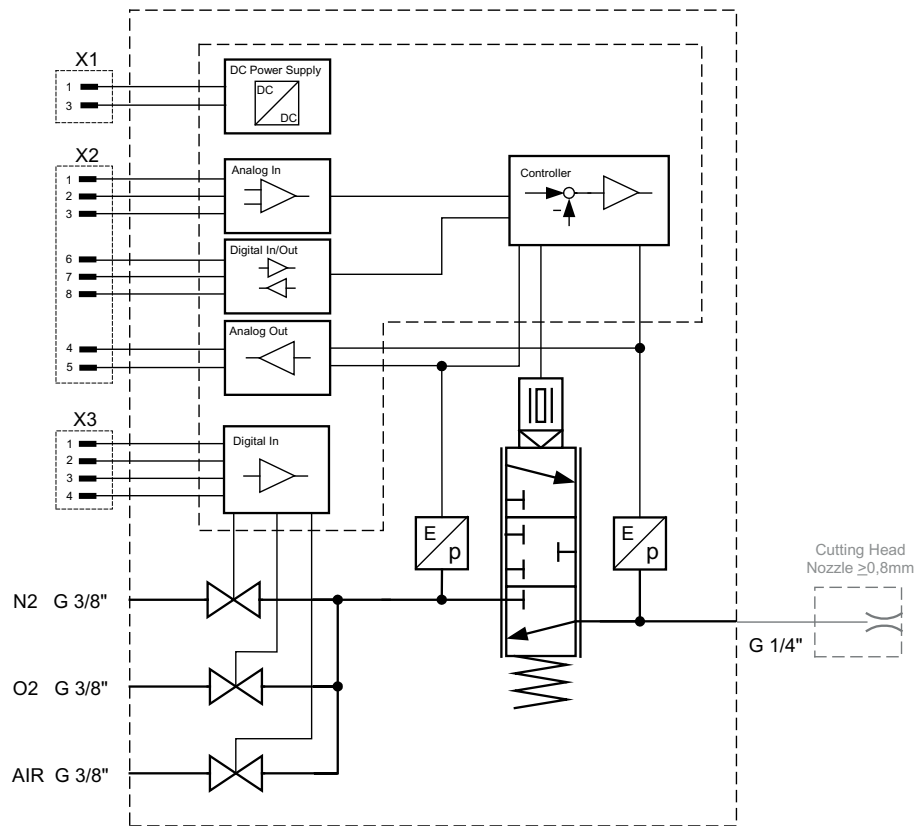 X1
1
3
DC Power Supply
DC
DC
X2
1
2
3
6
7
8
4
5
Analog In
Digital In/Out
Analog Out
Controller
X3
1
2
3
4
Digital In
E
p
E
p
Cutting Head
Nozzle ≥0,8mm
N2 G 3/8"
G 1/4"
O2 G 3/8"
AIR G 3/8"